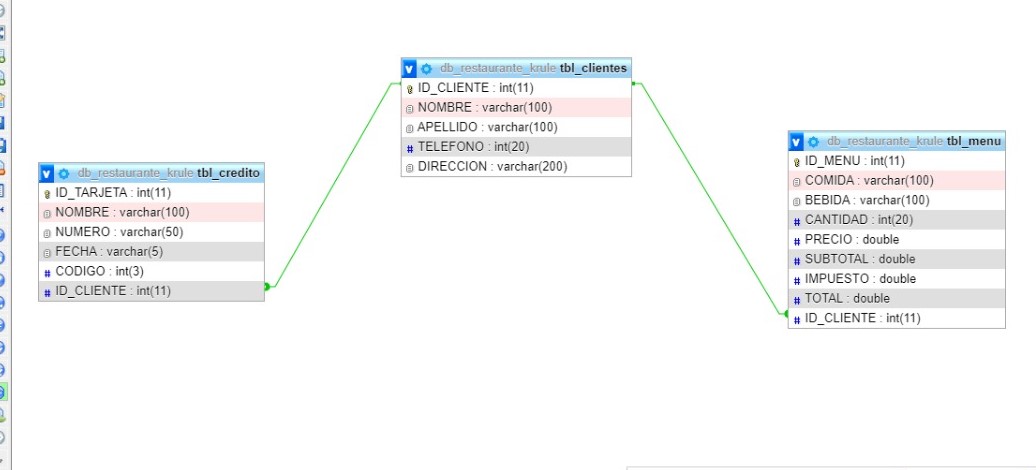 db_restaurante_krule tbl_clientes
ID_CLIENTE : int(11)
NOMBRE : varchar(100)
APELLIDO : varchar(100)
TELEFONO : int(20)
DIRECCION : varchar(200)
db_restaurante_krule tbl_credito
ID_TARJETA : int(11)
NOMBRE : varchar(100)
NUMERO : varchar(50)
FECHA : varchar(5)
CODIGO : int(3)
ID_CLIENTE : int(11)
db_restaurante_krule tbl_menu
ID_MENU : int(11)
COMIDA : varchar(100)
BEBIDA : varchar(100)
CANTIDAD : int(20)
PRECIO : double
SUBTOTAL : double
IMPUESTO : double
TOTAL : double
ID_CLIENTE : int(11)